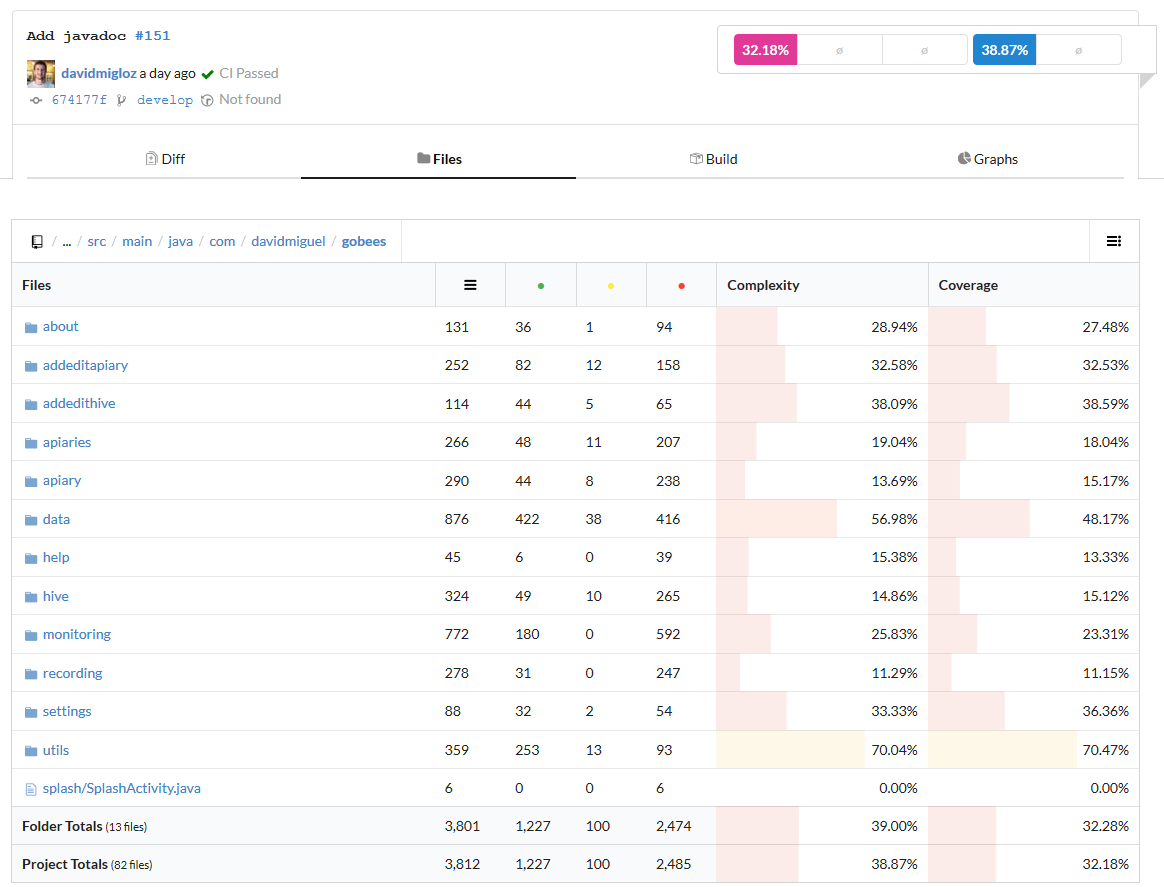 Add javadoc #151
32.18% ø ø 38.87% ø
davidmigloz a day ago CI Passed
674177f develop Not found
Diff Files Build Graphs
/ ... / src / main / java / com / davidmiguel / gobees
Files Complexity Coverage
about 131 36 1 94 28.94% 27.48%
addeditapiary 252 82 12 158 32.58% 32.53%
addedithive 114 44 5 65 38.09% 38.59%
apiaries 266 48 11 207 19.04% 18.04%
apiary 290 44 8 238 13.69% 15.17%
data 876 422 38 416 56.98% 48.17%
help 45 6 0 39 15.38% 13.33%
hive 324 49 10 265 14.86% 15.12%
monitoring 772 180 0 592 25.83% 23.31%
recording 278 31 0 247 11.29% 11.15%
settings 88 32 2 54 33.33% 36.36%
utils 359 253 13 93 70.04% 70.47%
splash/SplashActivity.java 6 0 0 6 0.00% 0.00%
Folder Totals (13 files) 3,801 1,227 100 2,474 39.00% 32.28%
Project Totals (82 files) 3,812 1,227 100 2,485 38.87% 32.18%